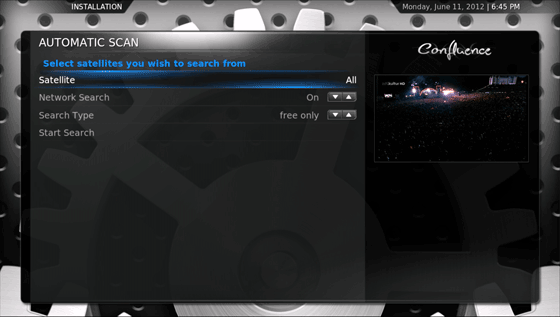 INSTALLATION
Monday, June 11, 2012 | 6:45 PM
AUTOMATIC SCAN
Confluence
Select satellites you wish to search from
Satellite All
Network Search On
Search Type free only
Start Search